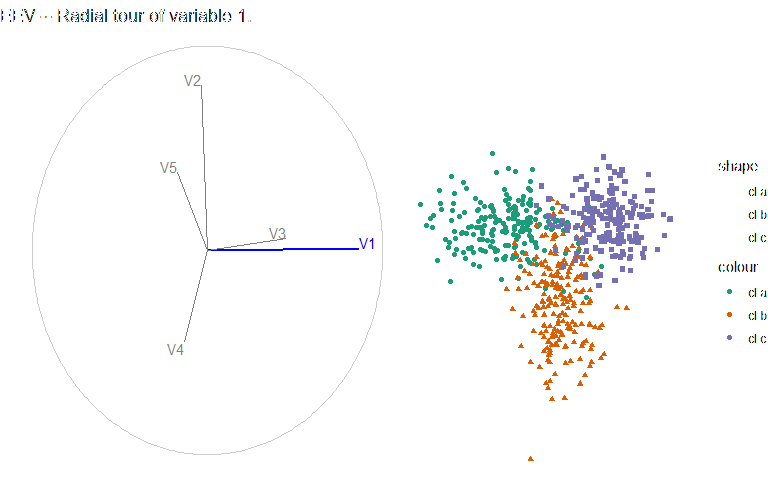 Radial tour of variable 1.
V2
V5
V3
V1
V4
shape
cl a
cl b
cl c
colour
cl a
cl b
cl c